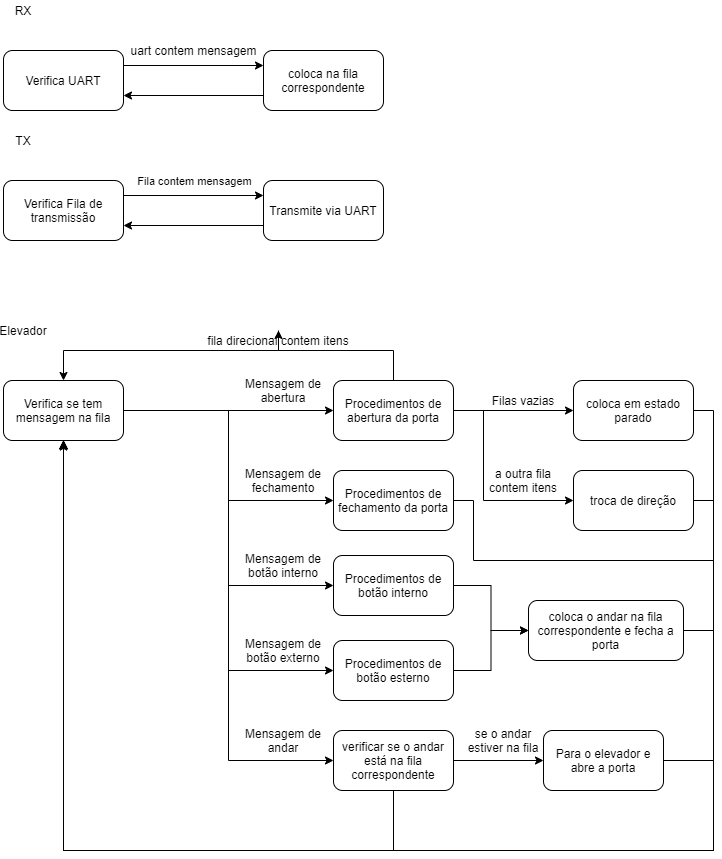 RX
uart contem mensagem
Verifica UART
coloca na fila
correspondente
TX
Fila contem mensagem
Verifica Fila de
transmissão
Transmite via UART
Elevador
fila direcional contem itens
Verifica se tem
mensagem na fila
Mensagem de
abertura
Procedimentos de
abertura da porta
Filas vazias
coloca em estado
parado
a outra fila
contem itens
troca de direção
Mensagem de
fechamento
Procedimentos de
fechamento da porta
Mensagem de
botão interno
Procedimentos de
botão interno
coloca o andar na fila
correspondente e fecha a
porta
Mensagem de
botão externo
Procedimentos de
botão esterno
Mensagem de
andar
verificar se o andar
está na fila
correspondente
se o andar
estiver na fila
Para o elevador e
abre a porta